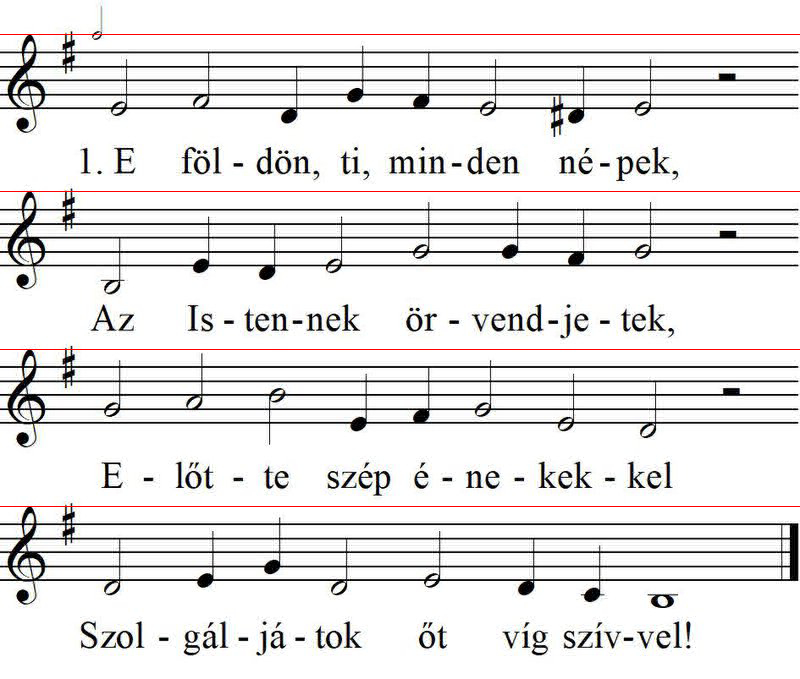 1. E föl - dön, ti, min - den né - pek,
Az Is - ten - nek ör - vend - je - tek,
E - lőt - te szép é - ne - kek - kel
Szol - gál - já - tok őt víg szív - vel!